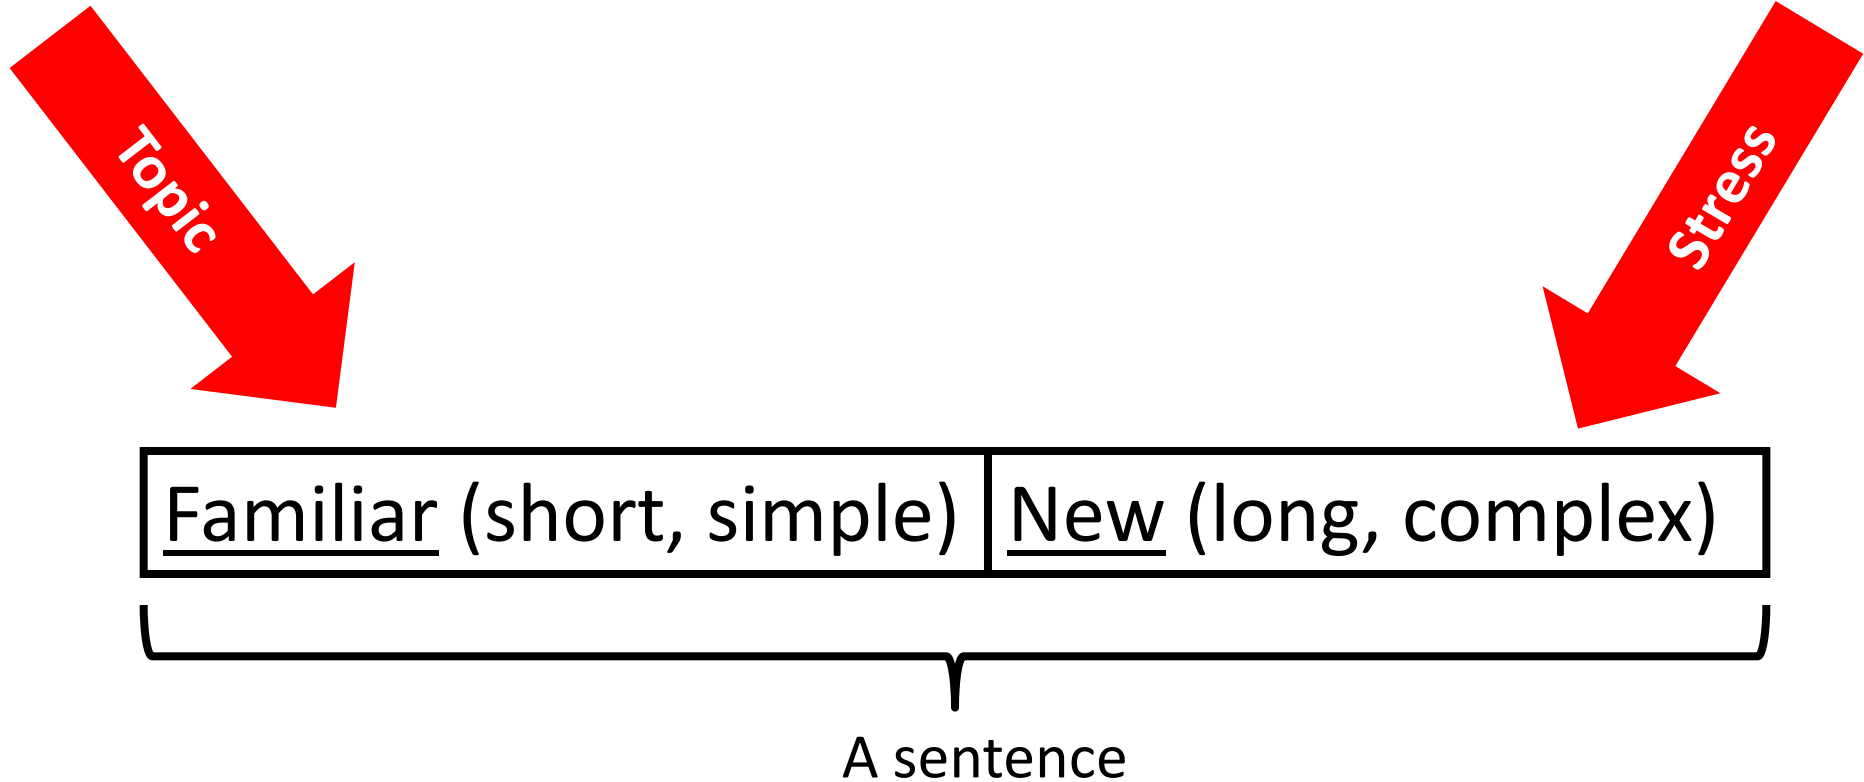 Topic
Stress
Familiar (short, simple)
New (long, complex)
A sentence